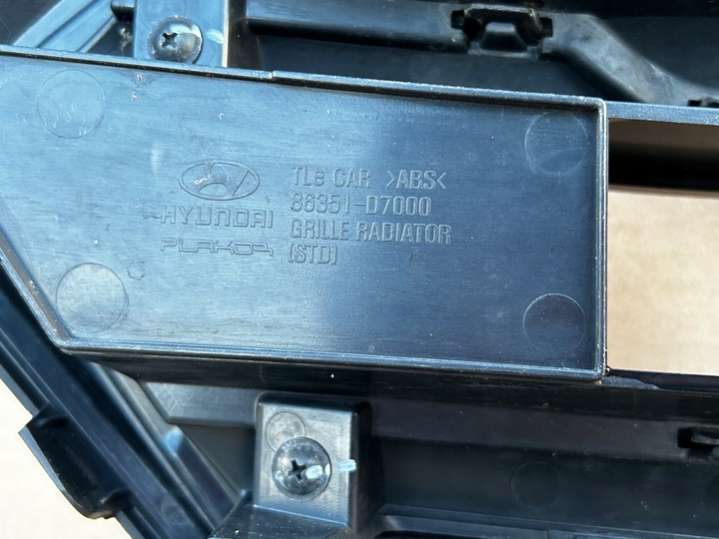 TLe CAR >ABS<
86351-D7000
HYUNDAI
GRILLE RADIATOR
PLAKOR
(STD)